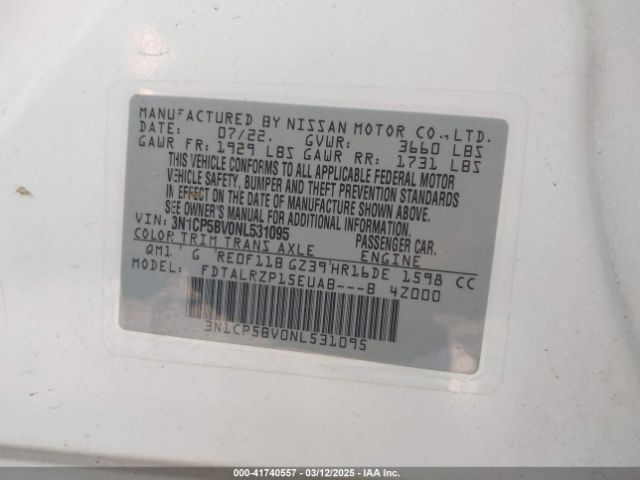 MANUFACTURED BY NISSAN MOTOR CO., LTD.
DATE: 07/22. GVWR: 3660 LBS
GAWR FR: 1929 LBS GAWR RR: 1731 LBS
THIS VEHICLE CONFORMS TO ALL APPLICABLE FEDERAL MOTOR
VEHICLE SAFETY, BUMPER AND THEFT PREVENTION STANDARDS
IN EFFECT ON THE DATE OF MANUFACTURE SHOWN ABOVE.
SEE OWNER'S MANUAL FOR ADDITIONAL INFORMATION.
VIN: 3N1CP5BV0NL531095 PASSENGER CAR.
COLOR TRIM TRANS AXLE ENGINE
QM1 G RE0F11B GZ39 HR16DE 1598 CC
MODEL: FDTALRZP15EUAB---B 4Z000
3N1CP5BV0NL531095
000-41740557 - 03/12/2025 - IAA Inc.